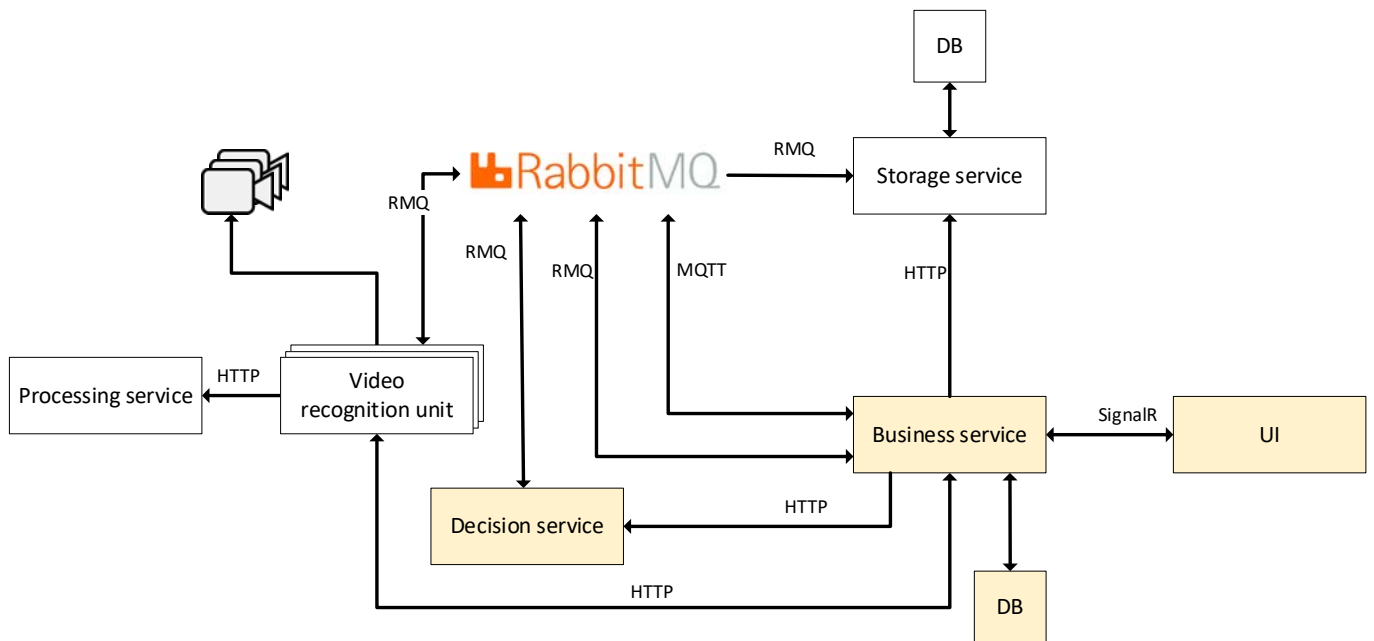 DB
RabbitMQ
RMQ
Storage service
RMQ
RMQ
RMQ
MQTT
HTTP
Processing service
HTTP
Video
recognition unit
Business service
SignalR
UI
Decision service
HTTP
HTTP
DB